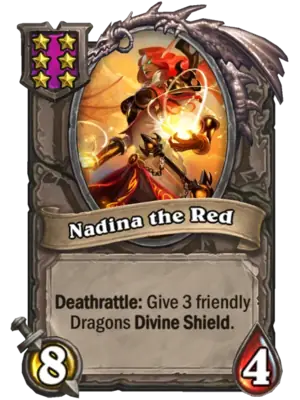 Nadina the Red
Deathrattle: Give 3 friendly
Dragons Divine Shield.
8
4